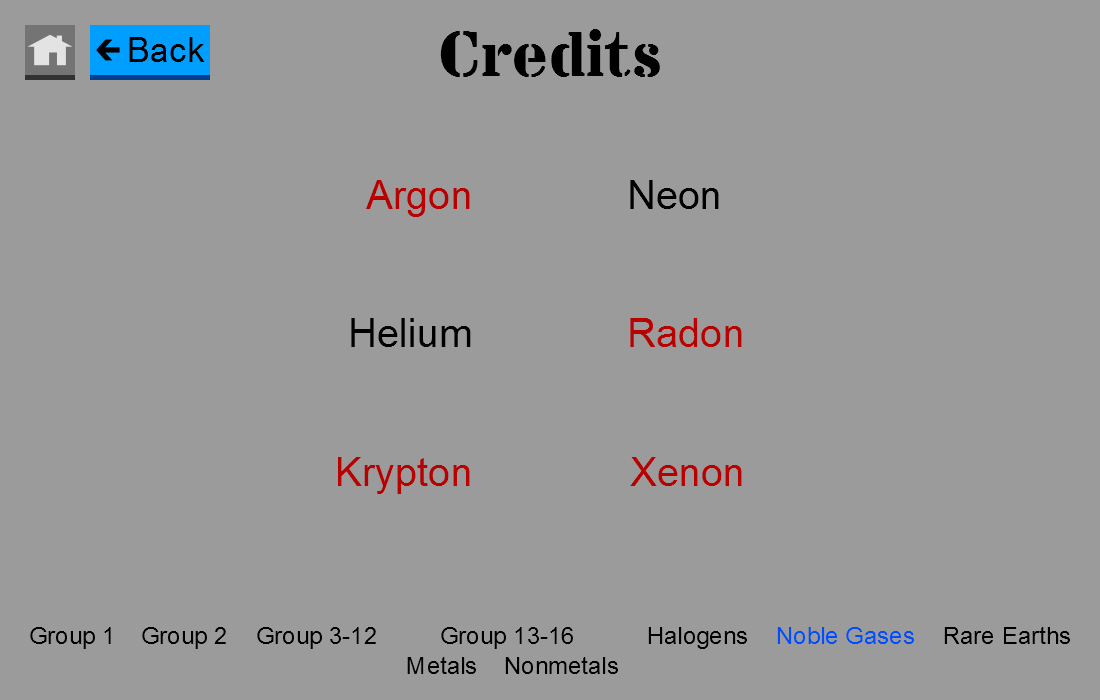 Back
Credits
Argon Neon
Helium Radon
Krypton Xenon
Group 1 Group 2 Group 3-12 Group 13-16 Halogens Noble Gases Rare Earths
Metals Nonmetals